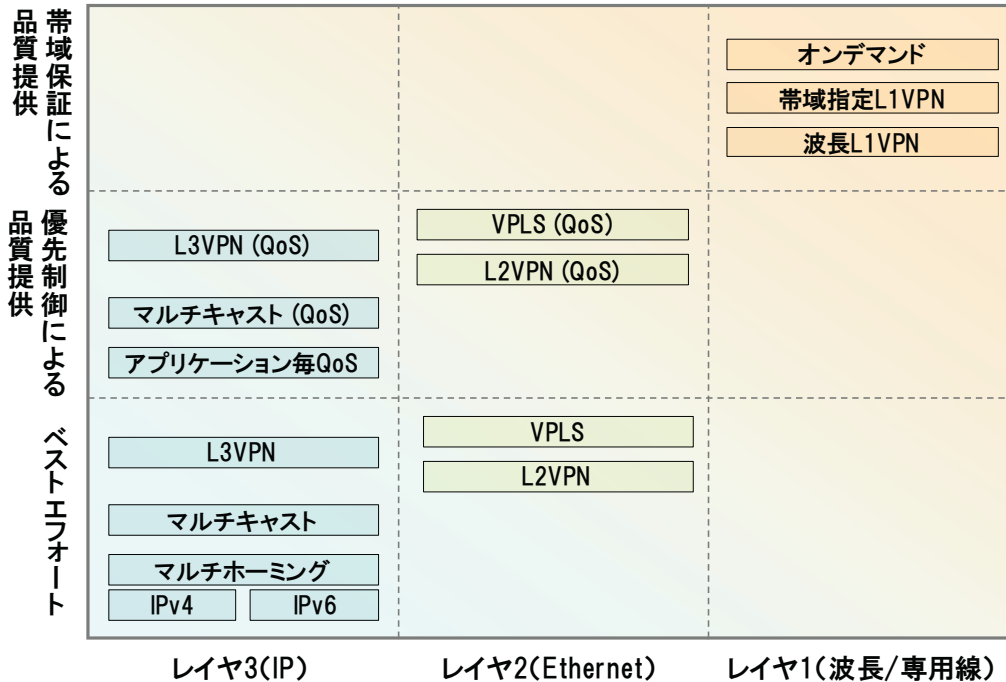 帯域保証による
品質提供
オンデマンド
帯域指定L1VPN
波長L1VPN
優先制御による
品質提供
L3VPN (QoS)
マルチキャスト (QoS)
アプリケーション毎QoS
VPLS (QoS)
L2VPN (QoS)
ベストエフォート
L3VPN
マルチキャスト
マルチホーミング
IPv4
IPv6
VPLS
L2VPN
レイヤ3(IP)
レイヤ2(Ethernet)
レイヤ1(波長/専用線)